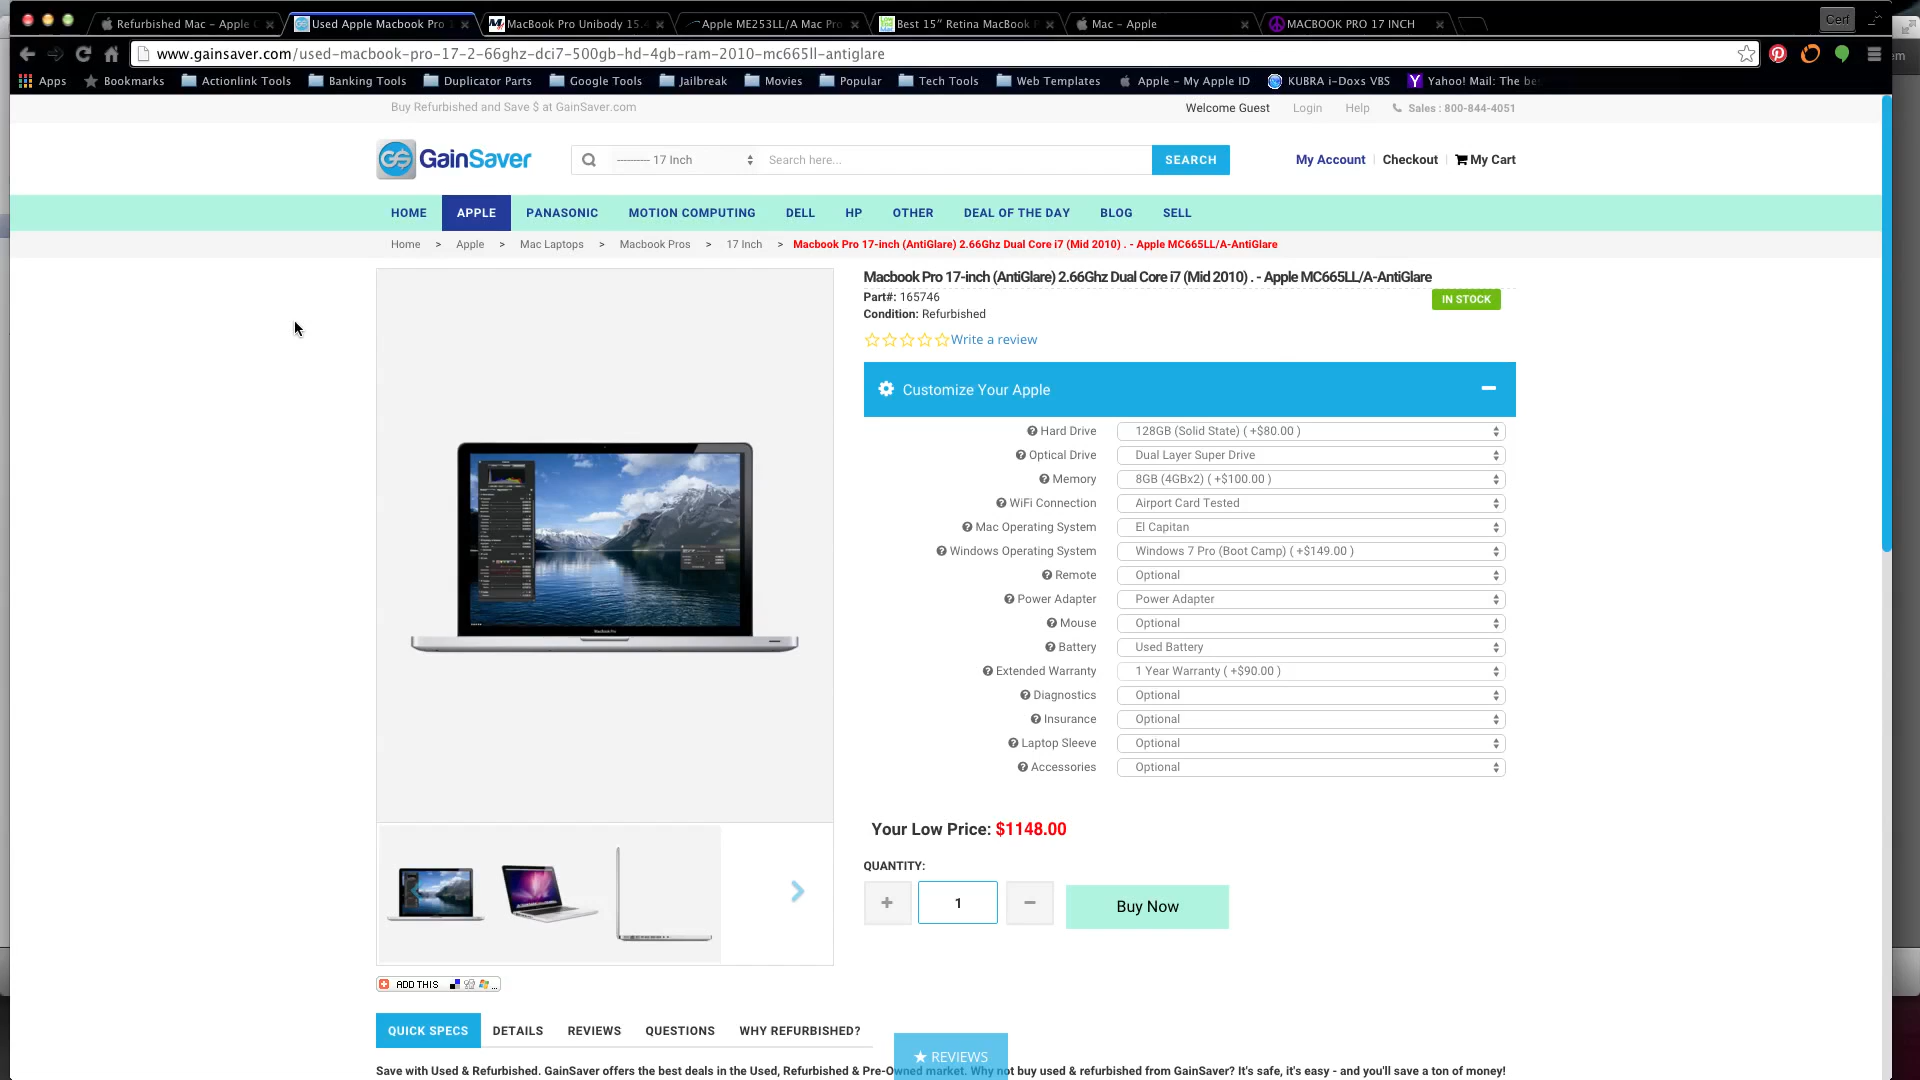 Refurbished Mac – Apple C
Used Apple Macbook Pro 1
MacBook Pro Unibody 15.4
Apple ME253LL/A Mac Pro
Best 15" Retina MacBook P
Mac – Apple
MACBOOK PRO 17 INCH
Cerf
www.gainsaver.com/used-macbook-pro-17-2-66ghz-dci7-500gb-hd-4gb-ram-2010-mc665ll-antiglare
Apps
Bookmarks
Actionlink Tools
Banking Tools
Duplicator Parts
Google Tools
Jailbreak
Movies
Popular
Tech Tools
Web Templates
Apple – My Apple ID
KUBRA i-Doxs VBS
Yahoo! Mail: The be
Buy Refurbished and Save $ at GainSaver.com
Welcome Guest
Login
Help
Sales : 800-844-4051
GS GainSaver
---------- 17 Inch
Search here...
SEARCH
My Account
Checkout
My Cart
HOME
APPLE
PANASONIC
MOTION COMPUTING
DELL
HP
OTHER
DEAL OF THE DAY
BLOG
SELL
Home > Apple > Mac Laptops > Macbook Pros > 17 Inch > Macbook Pro 17-inch (AntiGlare) 2.66Ghz Dual Core i7 (Mid 2010) . - Apple MC665LL/A-AntiGlare
Macbook Pro 17-inch (AntiGlare) 2.66Ghz Dual Core i7 (Mid 2010) . - Apple MC665LL/A-AntiGlare
Part#: 165746
IN STOCK
Condition: Refurbished
Write a review
Customize Your Apple
Hard Drive 128GB (Solid State) ( +$80.00 )
Optical Drive Dual Layer Super Drive
Memory 8GB (4GBx2) ( +$100.00 )
WiFi Connection Airport Card Tested
Mac Operating System El Capitan
Windows Operating System Windows 7 Pro (Boot Camp) ( +$149.00 )
Remote Optional
Power Adapter Power Adapter
Mouse Optional
Battery Used Battery
Extended Warranty 1 Year Warranty ( +$90.00 )
Diagnostics Optional
Insurance Optional
Laptop Sleeve Optional
Accessories Optional
MacBook Pro
Your Low Price: $1148.00
QUANTITY:
+ 1 −
Buy Now
ADD THIS
...
QUICK SPECS
DETAILS
REVIEWS
QUESTIONS
WHY REFURBISHED?
★ REVIEWS
Save with Used & Refurbished. GainSaver offers the best deals in the Used, Refurbished & Pre-Owned market. Why not buy used & refurbished from GainSaver? It's safe, it's easy - and you'll save a ton of money!